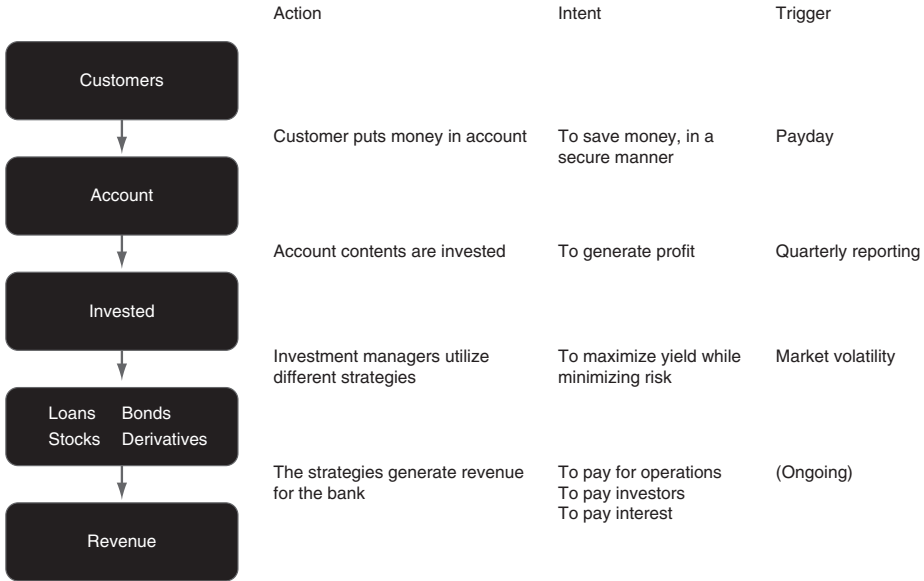 Action Intent Trigger
Customers
Customer puts money in account To save money, in a Payday
secure manner
Account
Account contents are invested To generate profit Quarterly reporting
Invested
Investment managers utilize To maximize yield while Market volatility
different strategies minimizing risk
Loans Bonds
Stocks Derivatives
The strategies generate revenue To pay for operations (Ongoing)
for the bank To pay investors
To pay interest
Revenue